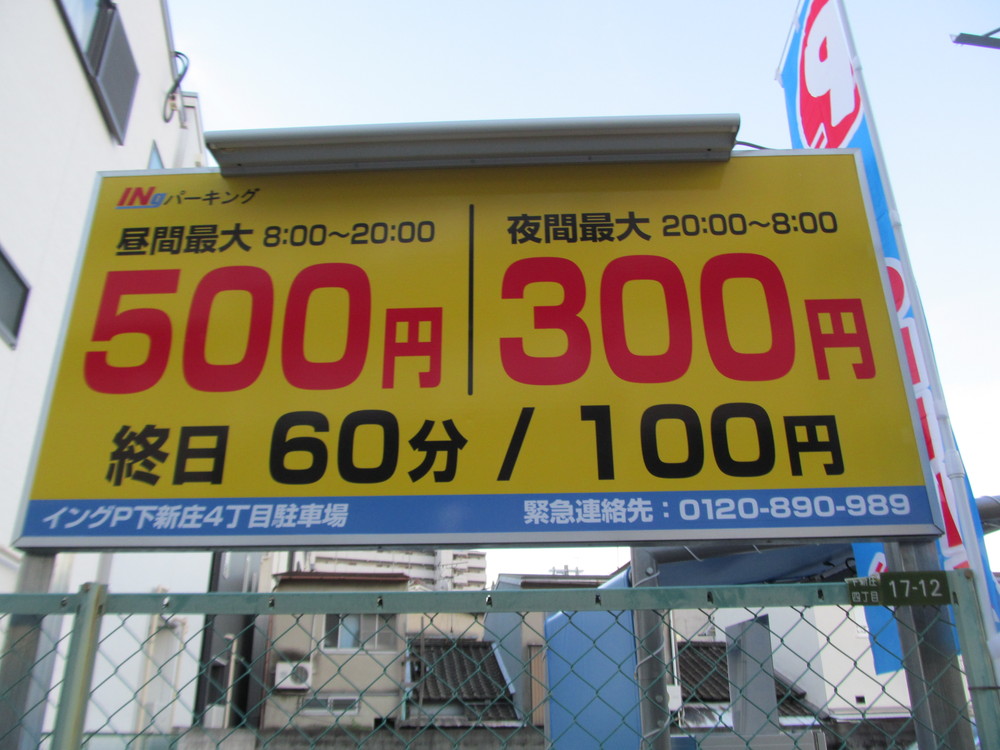 INgパーキング
昼間最大 8:00〜20:00
500円
夜間最大 20:00〜8:00
300円
終日 60分 / 100円
イングP下新庄4丁目駐車場
緊急連絡先：0120-890-989
四丁目 17-12